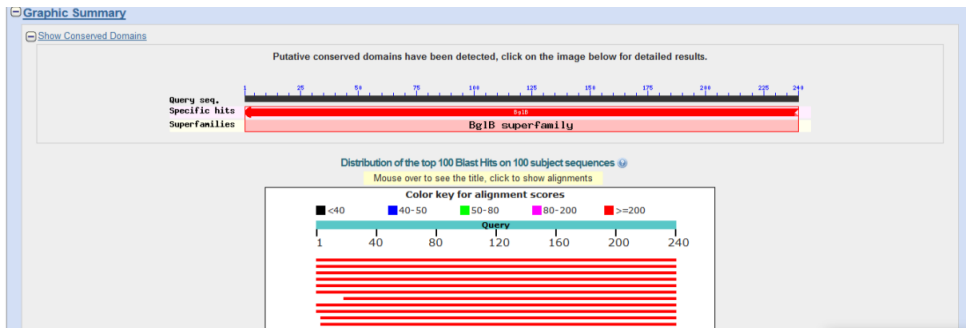 Graphic Summary
Show Conserved Domains
Putative conserved domains have been detected, click on the image below for detailed results.
1 25 50 75 100 125 150 175 200 225 240
Query seq.
Specific hits BglB
Superfamilies BglB superfamily
Distribution of the top 100 Blast Hits on 100 subject sequences
Mouse over to see the title, click to show alignments
Color key for alignment scores
<40 40-50 50-80 80-200 >=200
Query
1 40 80 120 160 200 240